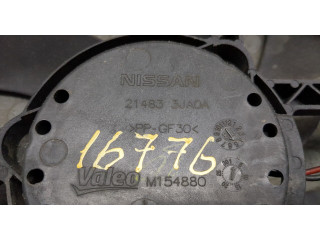 NISSAN
21483 3JA0A
>PP-GF30<
16776
Valeo M154880